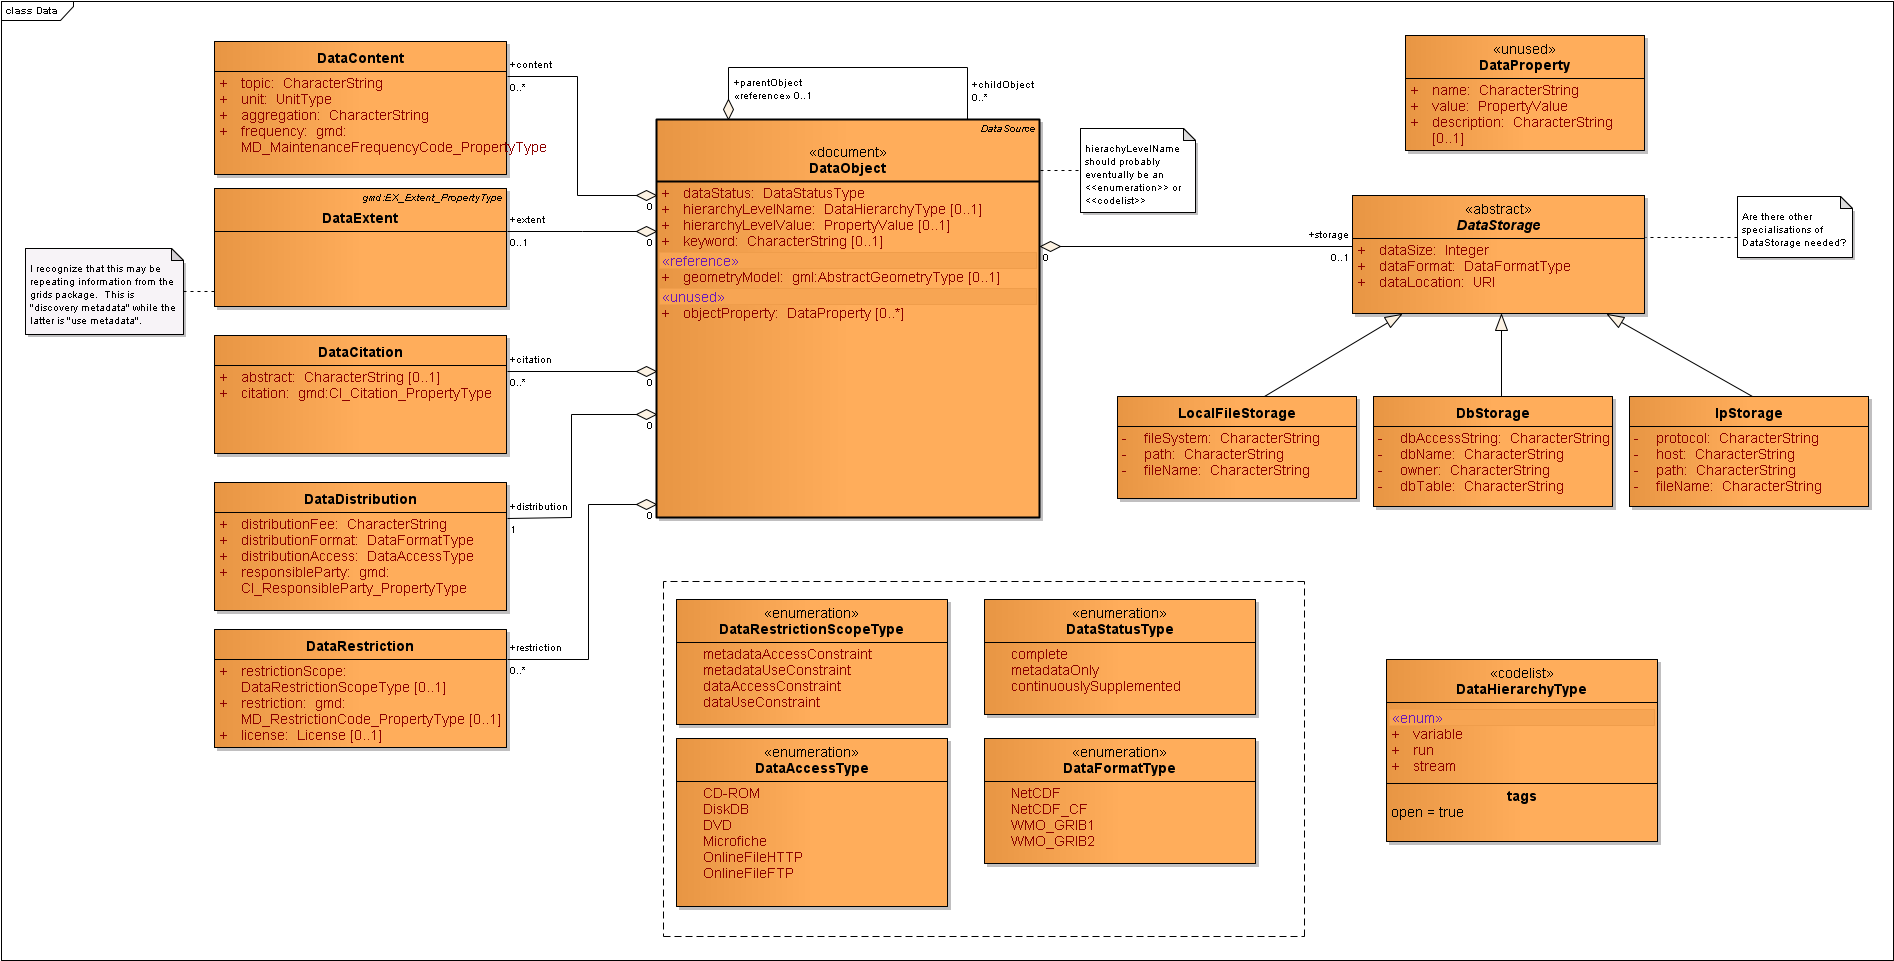 class Data
DataContent
+ topic: CharacterString
+ unit: UnitType
+ aggregation: CharacterString
+ frequency: gmd:
MD_MaintenanceFrequencyCode_PropertyType
+content
0..*
gmd:EX_Extent_PropertyType
DataExtent
+extent
0..1
I recognize that this may be
repeating information from the
grids package. This is
"discovery metadata" while the
latter is "use metadata".
DataCitation
+ abstract: CharacterString [0..1]
+ citation: gmd:CI_Citation_PropertyType
+citation
0..*
DataDistribution
+ distributionFee: CharacterString
+ distributionFormat: DataFormatType
+ distributionAccess: DataAccessType
+ responsibleParty: gmd:
CI_ResponsibleParty_PropertyType
+distribution
1
DataRestriction
+ restrictionScope:
DataRestrictionScopeType [0..1]
+ restriction: gmd:
MD_RestrictionCode_PropertyType [0..1]
+ license: License [0..1]
+restriction
0..*
+parentObject
«reference» 0..1
+childObject
0..*
DataSource
«document»
DataObject
+ dataStatus: DataStatusType
+ hierarchyLevelName: DataHierarchyType [0..1]
+ hierarchyLevelValue: PropertyValue [0..1]
+ keyword: CharacterString [0..1]
«reference»
+ geometryModel: gml:AbstractGeometryType [0..1]
«unused»
+ objectProperty: DataProperty [0..*]
0
0
0
0
0
0
hierachyLevelName
should probably
eventually be an
<<enumeration>> or
<<codelist>>
+storage
0..1
«unused»
DataProperty
+ name: CharacterString
+ value: PropertyValue
+ description: CharacterString
[0..1]
«abstract»
DataStorage
+ dataSize: Integer
+ dataFormat: DataFormatType
+ dataLocation: URI
Are there other
specialisations of
DataStorage needed?
LocalFileStorage
- fileSystem: CharacterString
- path: CharacterString
- fileName: CharacterString
DbStorage
- dbAccessString: CharacterString
- dbName: CharacterString
- owner: CharacterString
- dbTable: CharacterString
IpStorage
- protocol: CharacterString
- host: CharacterString
- path: CharacterString
- fileName: CharacterString
«enumeration»
DataRestrictionScopeType
metadataAccessConstraint
metadataUseConstraint
dataAccessConstraint
dataUseConstraint
«enumeration»
DataStatusType
complete
metadataOnly
continuouslySupplemented
«enumeration»
DataAccessType
CD-ROM
DiskDB
DVD
Microfiche
OnlineFileHTTP
OnlineFileFTP
«enumeration»
DataFormatType
NetCDF
NetCDF_CF
WMO_GRIB1
WMO_GRIB2
«codelist»
DataHierarchyType
«enum»
+ variable
+ run
+ stream
tags
open = true